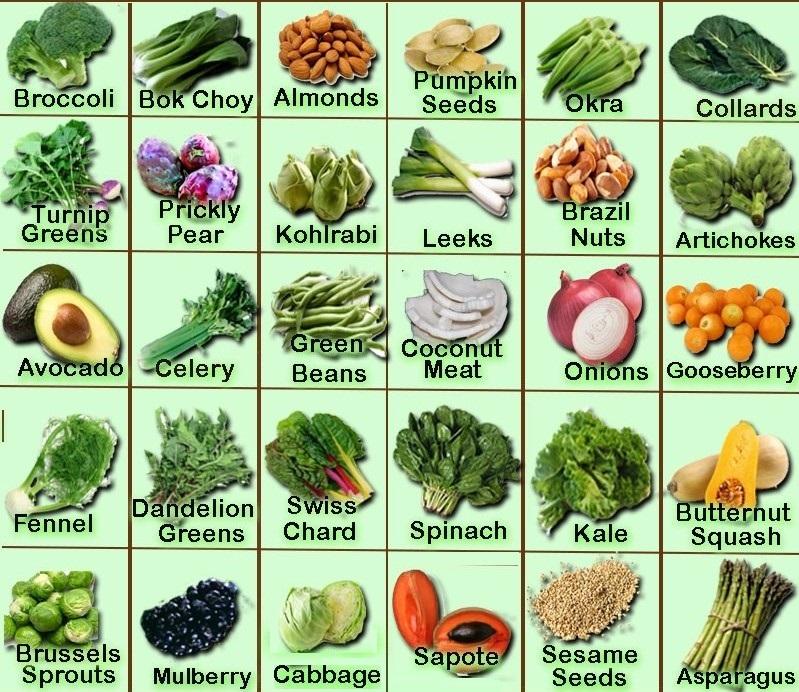 Broccoli
Bok Choy
Almonds
Pumpkin
Seeds
Okra
Collards
Turnip
Greens
Prickly
Pear
Kohlrabi
Leeks
Brazil
Nuts
Artichokes
Avocado
Celery
Green
Beans
Coconut
Meat
Onions
Gooseberry
Fennel
Dandelion
Greens
Swiss
Chard
Spinach
Kale
Butternut
Squash
Brussels
Sprouts
Mulberry
Cabbage
Sapote
Sesame
Seeds
Asparagus